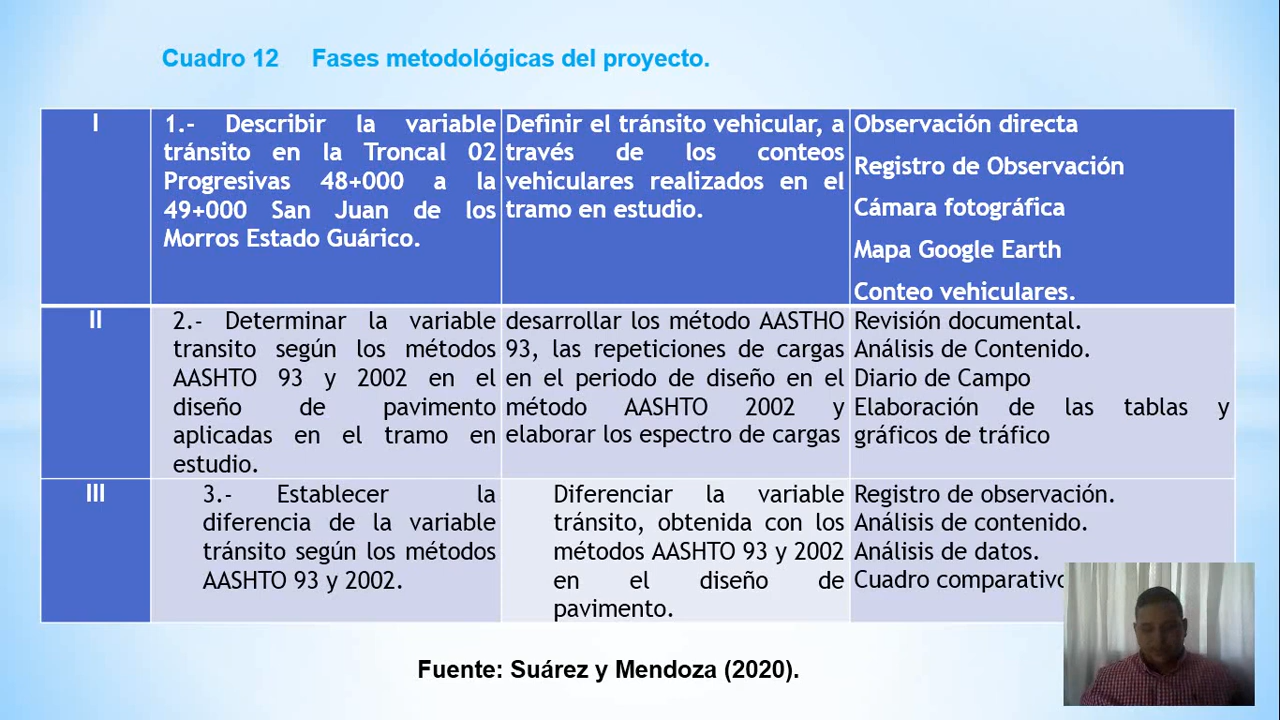 Cuadro 12 Fases metodológicas del proyecto.
I
1.- Describir la variable
tránsito en la Troncal 02
Progresivas 48+000 a la
49+000 San Juan de los
Morros Estado Guárico.
Definir el tránsito vehicular, a
través de los conteos
vehiculares realizados en el
tramo en estudio.
Observación directa
Registro de Observación
Cámara fotográfica
Mapa Google Earth
Conteo vehiculares.
II
2.- Determinar la variable
transito según los métodos
AASHTO 93 y 2002 en el
diseño de pavimento
aplicadas en el tramo en
estudio.
desarrollar los método AASTHO
93, las repeticiones de cargas
en el periodo de diseño en el
método AASHTO 2002 y
elaborar los espectro de cargas
Revisión documental.
Análisis de Contenido.
Diario de Campo
Elaboración de las tablas y
gráficos de tráfico
III
3.- Establecer la
diferencia de la variable
tránsito según los métodos
AASHTO 93 y 2002.
Diferenciar la variable
tránsito, obtenida con los
métodos AASHTO 93 y 2002
en el diseño de
pavimento.
Registro de observación.
Análisis de contenido.
Análisis de datos.
Cuadro comparativo
Fuente: Suárez y Mendoza (2020).